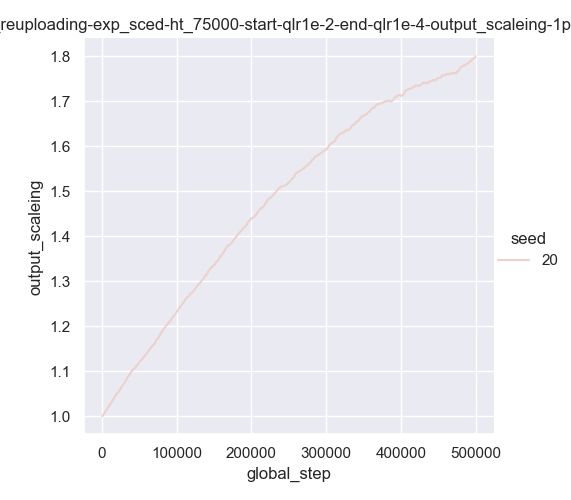 reuploading-exp_sced-ht_75000-start-qlr1e-2-end-qlr1e-4-output_scaleing-1p
1.8
1.7
1.6
1.5
1.4
1.3
1.2
1.1
1.0
output_scaleing
0 100000 200000 300000 400000 500000
global_step
seed
20